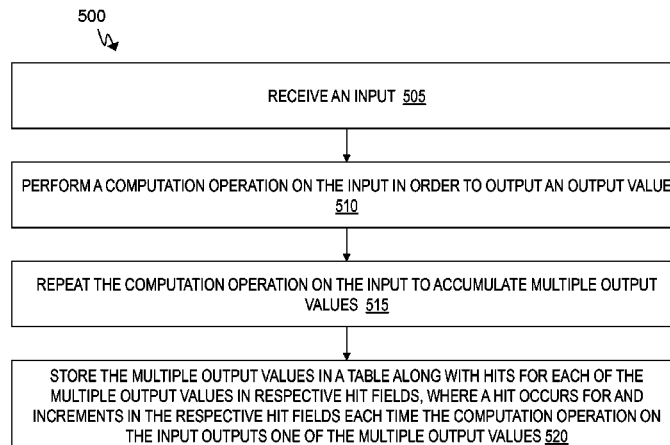 500
RECEIVE AN INPUT 505
PERFORM A COMPUTATION OPERATION ON THE INPUT IN ORDER TO OUTPUT AN OUTPUT VALUE
510
REPEAT THE COMPUTATION OPERATION ON THE INPUT TO ACCUMULATE MULTIPLE OUTPUT
VALUES 515
STORE THE MULTIPLE OUTPUT VALUES IN A TABLE ALONG WITH HITS FOR EACH OF THE
MULTIPLE OUTPUT VALUES IN RESPECTIVE HIT FIELDS, WHERE A HIT OCCURS FOR AND
INCREMENTS IN THE RESPECTIVE HIT FIELDS EACH TIME THE COMPUTATION OPERATION ON
THE INPUT OUTPUTS ONE OF THE MULTIPLE OUTPUT VALUES 520